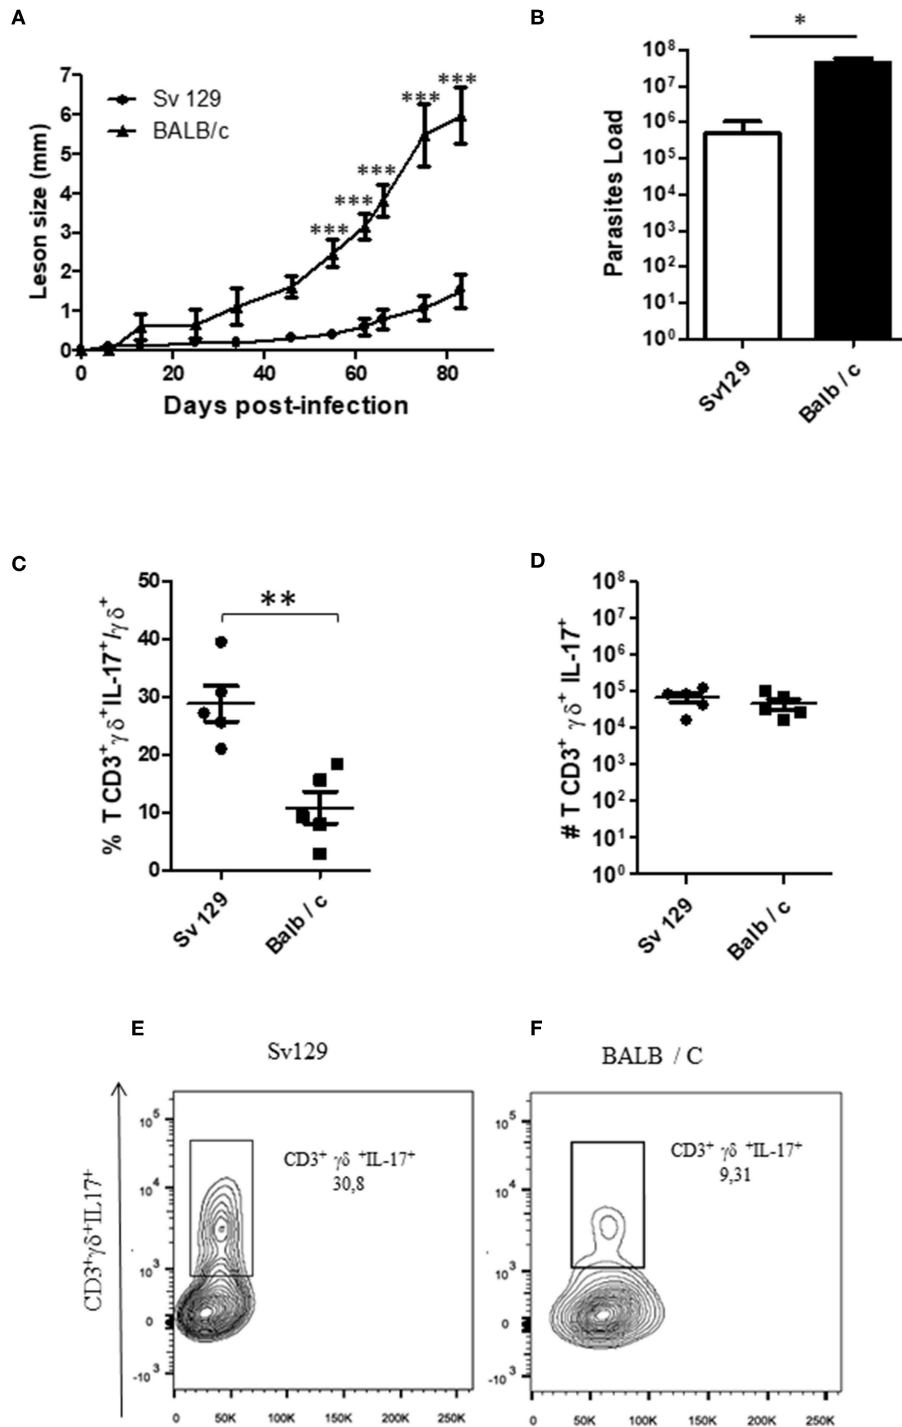 A
Leson size (mm)
7
6
5
4
3
2
1
0
Sv 129
BALB/c
*** *** *** *** ***
0 20 40 60 80
Days post-infection
B
*
Parasites Load
10⁸
10⁷
10⁶
10⁵
10⁴
10³
10²
10¹
10⁰
Sv129
Balb / c
C
% T CD3⁺γδ⁺IL-17⁺/γδ⁺
50
40
30
20
10
0
**
Sv 129
Balb / c
D
# T CD3⁺ γδ⁺ IL-17⁺
10⁸
10⁷
10⁶
10⁵
10⁴
10³
10²
10¹
10⁰
Sv 129
Balb / c
E
Sv129
CD3⁺γδ⁺IL17⁺
10⁵
10⁴
10³
0
-10³
CD3⁺ γδ ⁺IL-17⁺
30,8
0 50K 100K 150K 200K 250K
F
BALB / C
10⁵
10⁴
10³
0
-10³
CD3⁺ γδ ⁺IL-17⁺
9,31
0 50K 100K 150K 200K 250K